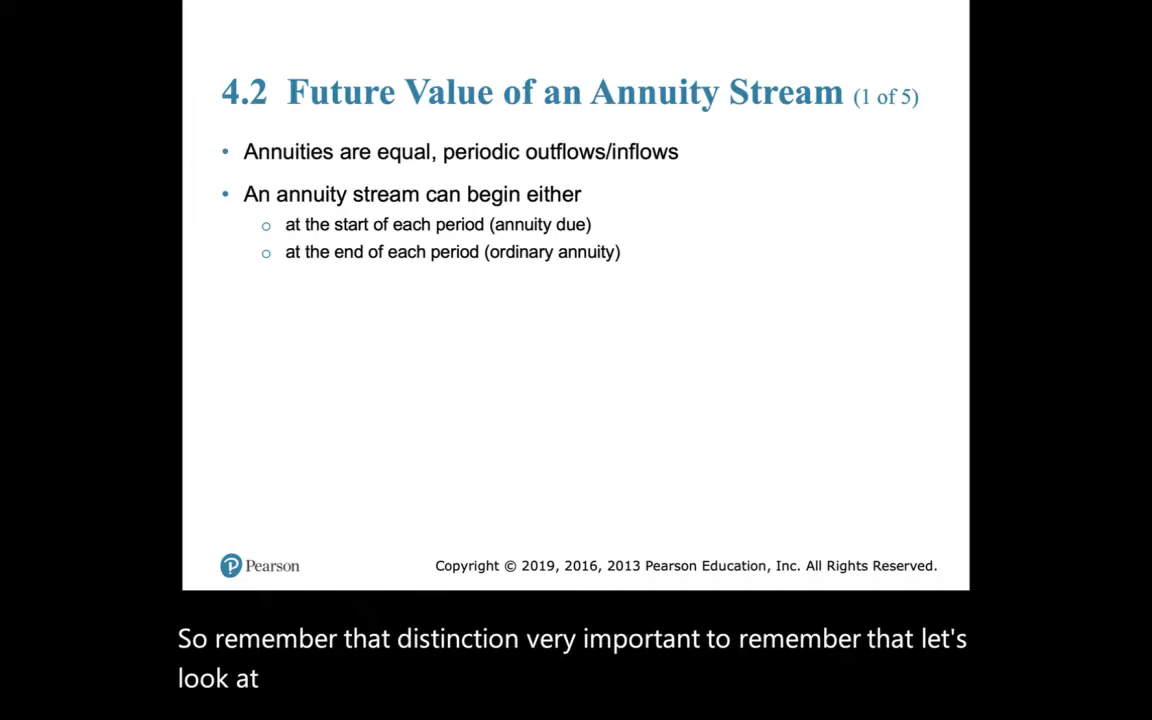 4.2 Future Value of an Annuity Stream (1 of 5)
• Annuities are equal, periodic outflows/inflows
• An annuity stream can begin either
o at the start of each period (annuity due)
o at the end of each period (ordinary annuity)
Pearson
Copyright © 2019, 2016, 2013 Pearson Education, Inc. All Rights Reserved.
So remember that distinction very important to remember that let's
look at